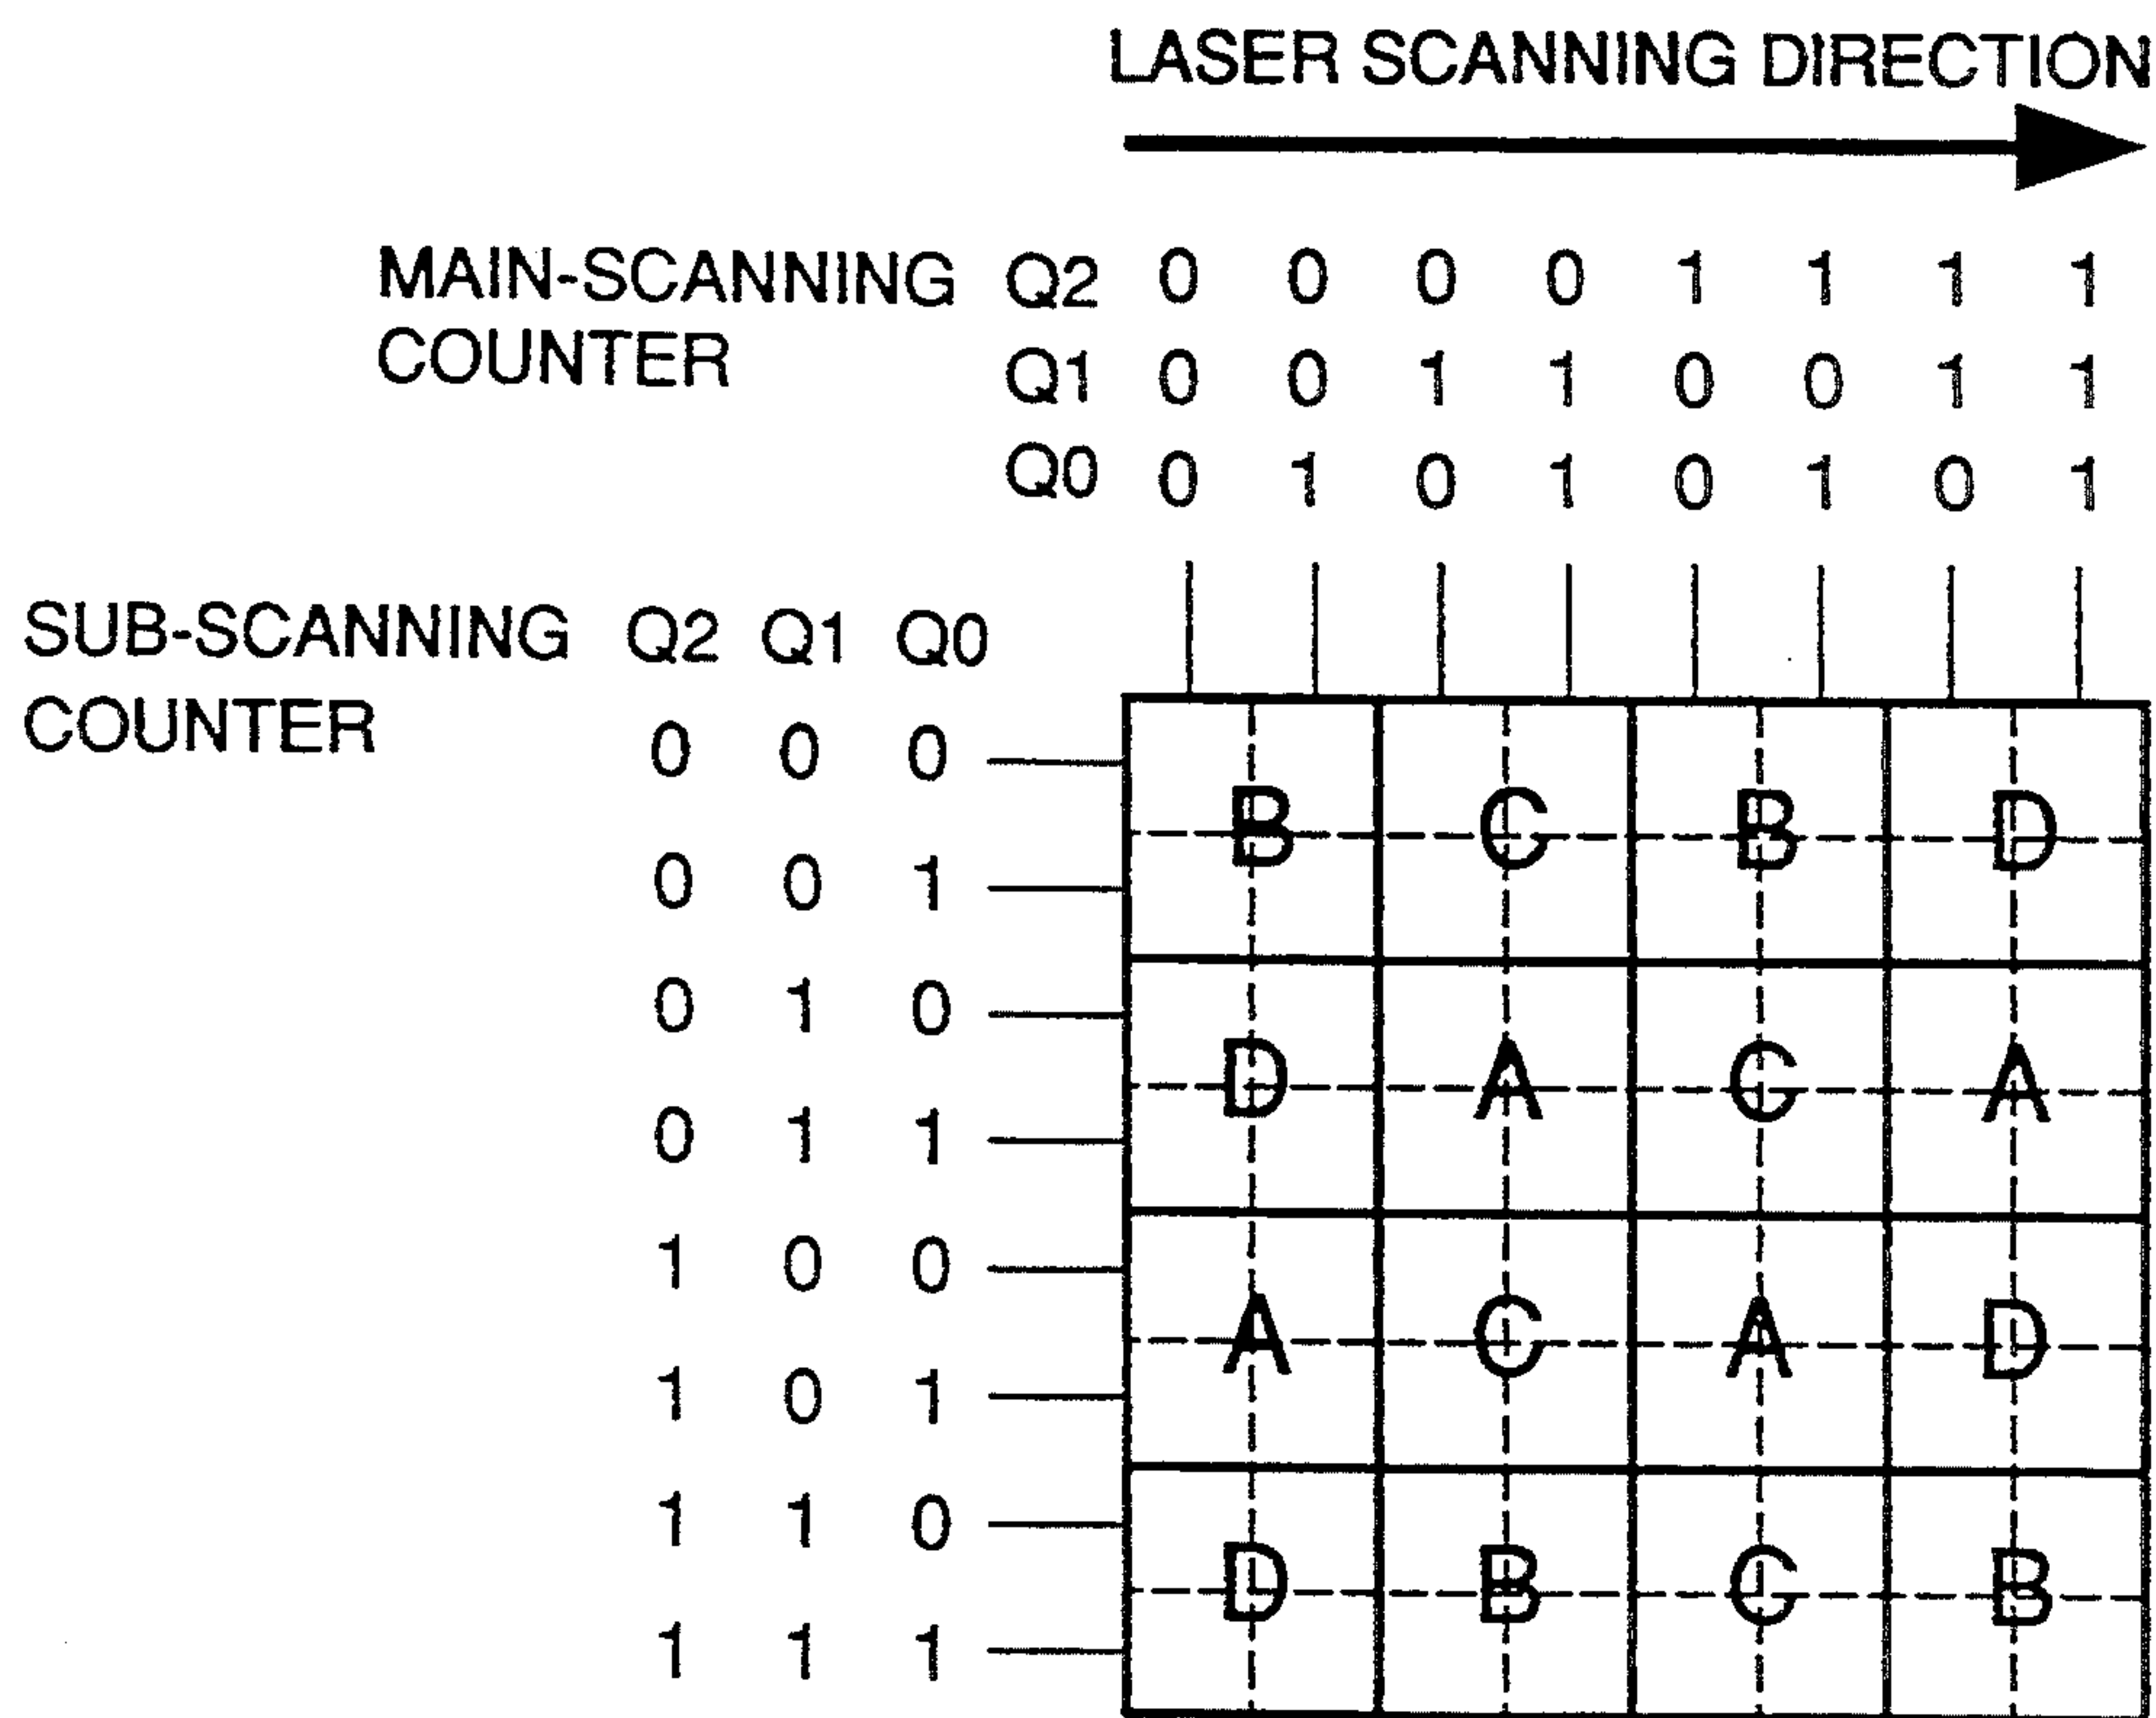 LASER SCANNING DIRECTION
MAIN-SCANNING Q2 0 0 0 0 1 1 1 1
COUNTER Q1 0 0 1 1 0 0 1 1
Q0 0 1 0 1 0 1 0 1
SUB-SCANNING Q2 Q1 Q0
COUNTER 0 0 0
B C B D
0 0 1
0 1 0
D A C A
0 1 1
1 0 0
A C A D
1 0 1
1 1 0
D B C B
1 1 1